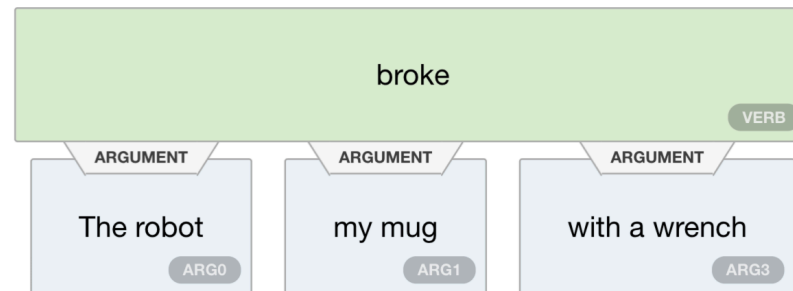 broke
VERB
ARGUMENT ARGUMENT ARGUMENT
The robot my mug with a wrench
ARG0 ARG1 ARG3